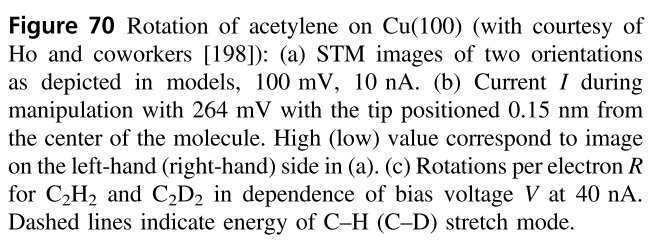 Figure 70 Rotation of acetylene on Cu(100) (with courtesy of
Ho and coworkers [198]): (a) STM images of two orientations
as depicted in models, 100 mV, 10 nA. (b) Current I during
manipulation with 264 mV with the tip positioned 0.15 nm from
the center of the molecule. High (low) value correspond to image
on the left-hand (right-hand) side in (a). (c) Rotations per electron R
for C₂H₂ and C₂D₂ in dependence of bias voltage V at 40 nA.
Dashed lines indicate energy of C–H (C–D) stretch mode.